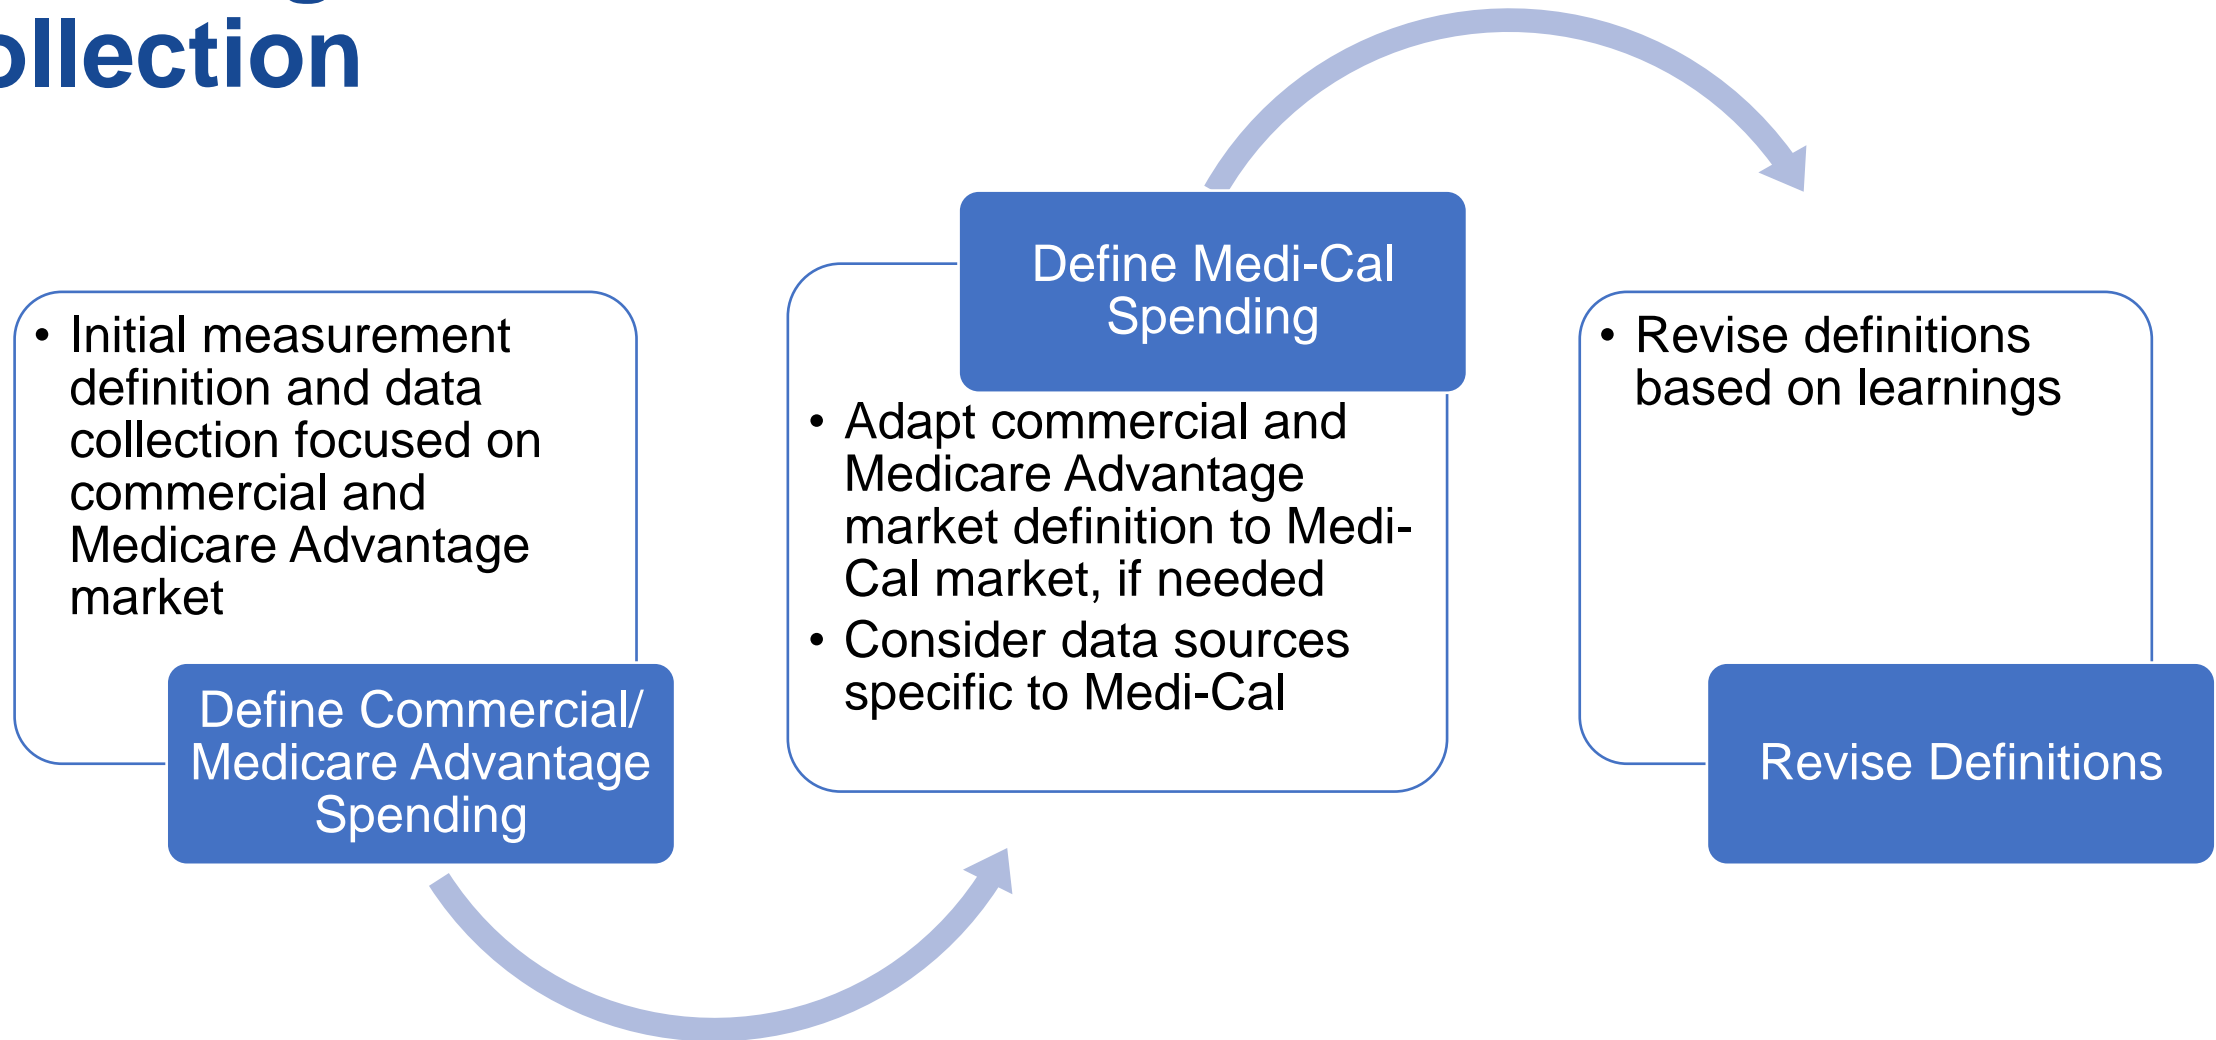 ollection
• Initial measurement
definition and data
collection focused on
commercial and
Medicare Advantage
market
Define Commercial/
Medicare Advantage
Spending
Define Medi-Cal
Spending
• Adapt commercial and
Medicare Advantage
market definition to Medi-
Cal market, if needed
• Consider data sources
specific to Medi-Cal
• Revise definitions
based on learnings
Revise Definitions